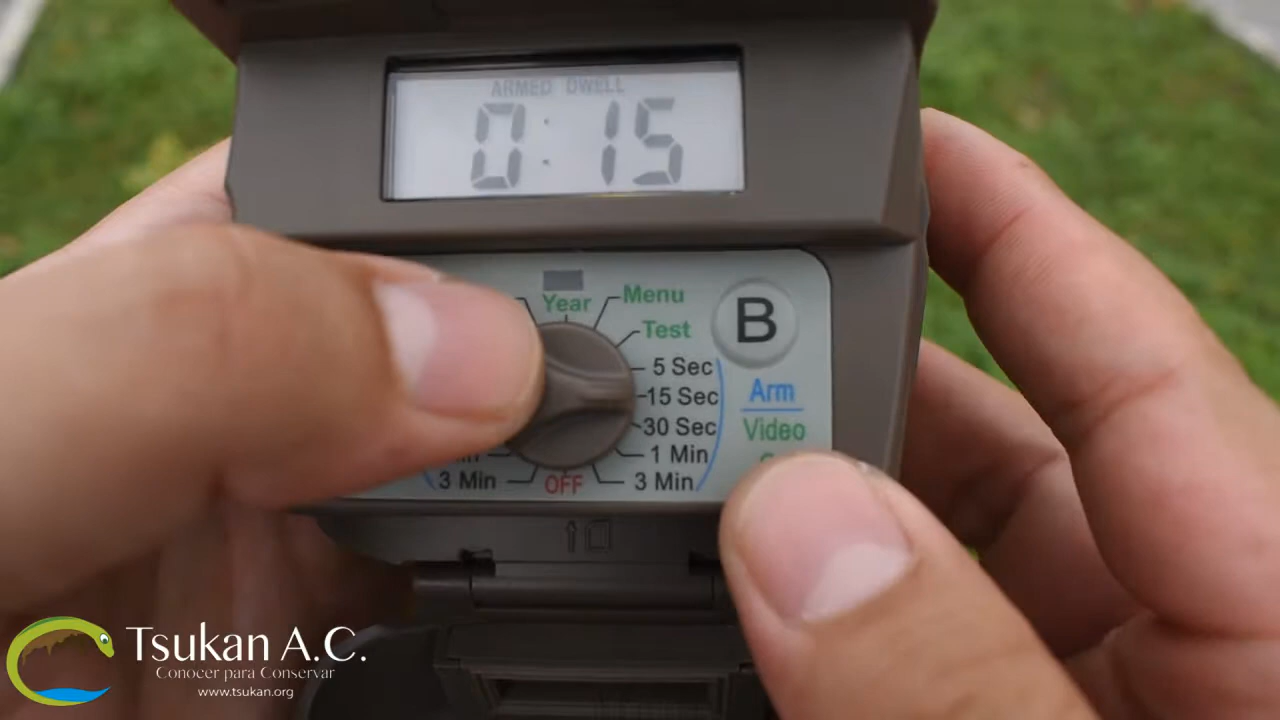 ARMED DWELL
0:15
Year
Menu
Test
B
5 Sec
15 Sec
30 Sec
1 Min
3 Min
Arm
Video
3 Min
OFF
Tsukan A.C.
Conocer para Conservar
www.tsukan.org